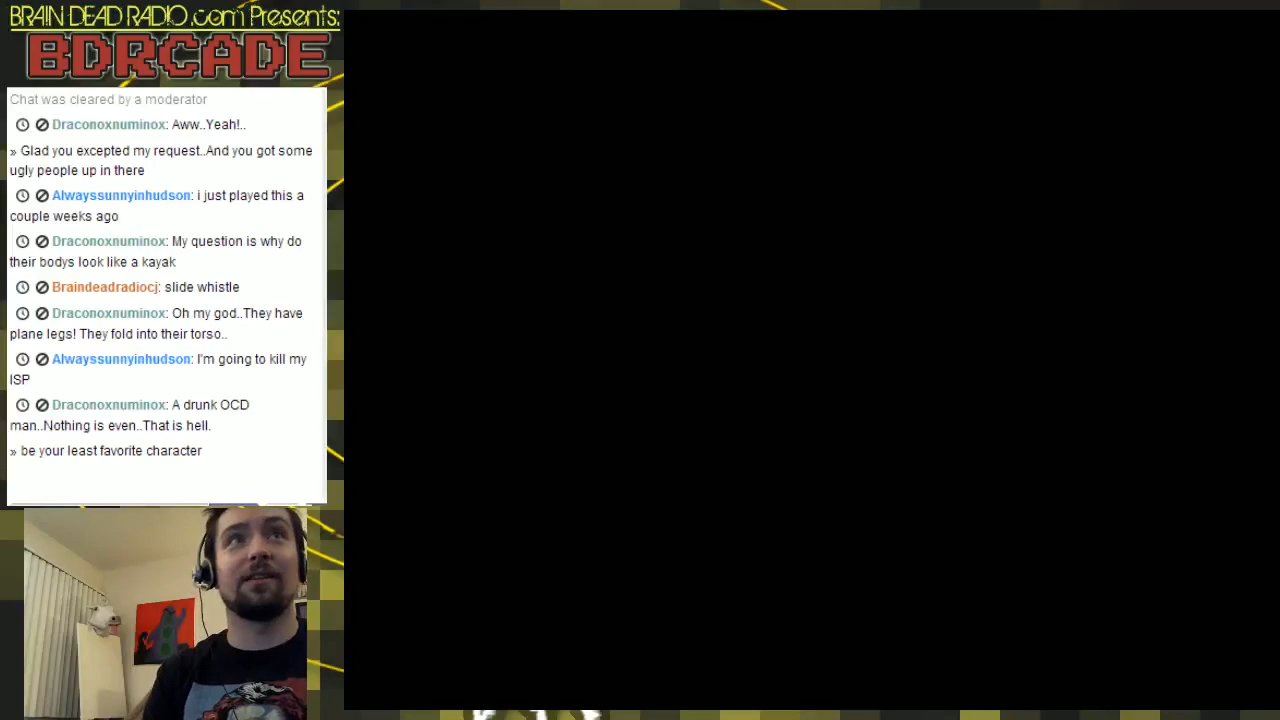 BRAIN DEAD RADIO.com Presents:
BDRCADE
Chat was cleared by a moderator
Draconoxnuminox: Aww..Yeah!..
» Glad you excepted my request..And you got some
ugly people up in there
Alwayssunnyinhudson: i just played this a
couple weeks ago
Draconoxnuminox: My question is why do
their bodys look like a kayak
Braindeadradiocj: slide whistle
Draconoxnuminox: Oh my god..They have
plane legs! They fold into their torso..
Alwayssunnyinhudson: I'm going to kill my
ISP
Draconoxnuminox: A drunk OCD
man..Nothing is even..That is hell.
» be your least favorite character